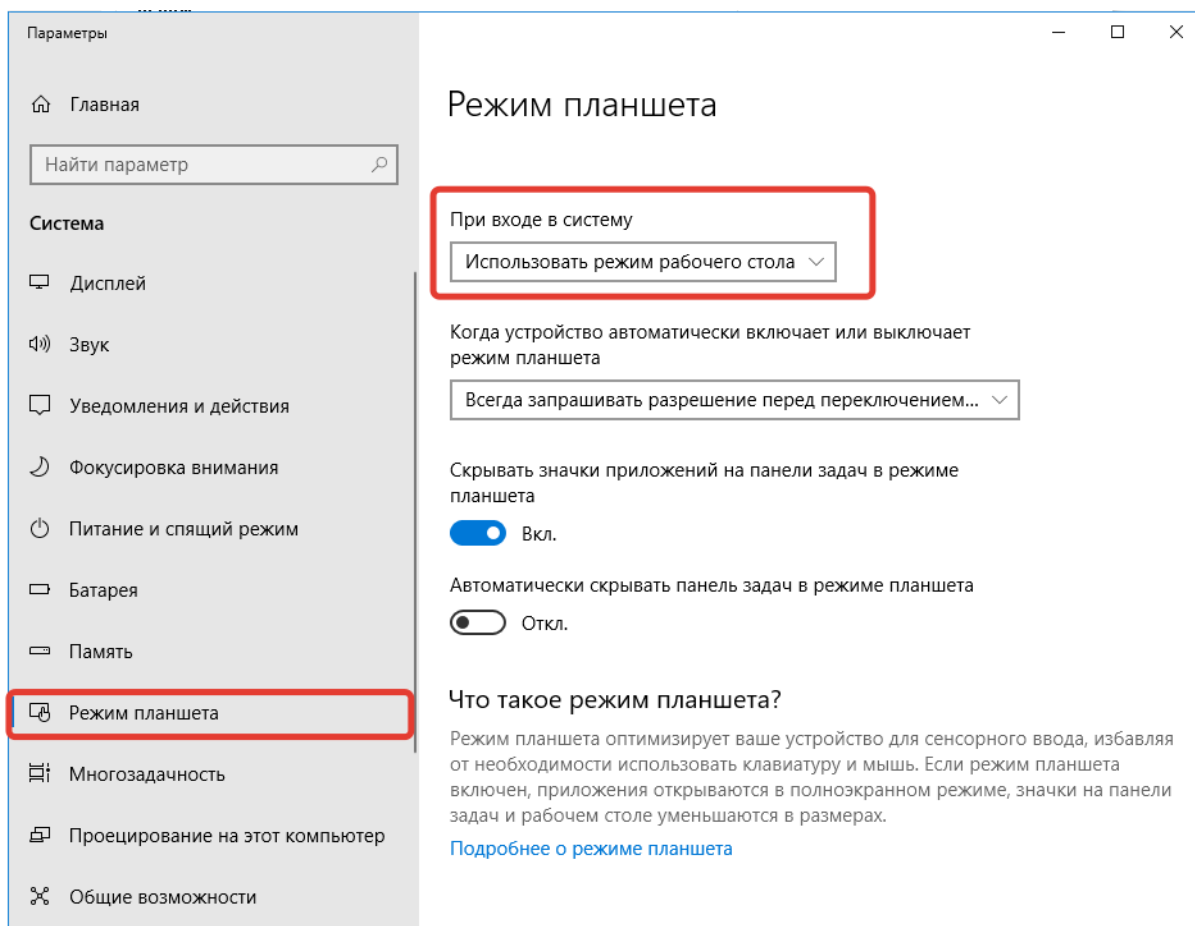 Параметры
Главная
Найти параметр
Система
Дисплей
Звук
Уведомления и действия
Фокусировка внимания
Питание и спящий режим
Батарея
Память
Режим планшета
Многозадачность
Проецирование на этот компьютер
Общие возможности
Режим планшета
При входе в систему
Использовать режим рабочего стола
Когда устройство автоматически включает или выключает
режим планшета
Всегда запрашивать разрешение перед переключением...
Скрывать значки приложений на панели задач в режиме
планшета
Вкл.
Автоматически скрывать панель задач в режиме планшета
Откл.
Что такое режим планшета?
Режим планшета оптимизирует ваше устройство для сенсорного ввода, избавляя
от необходимости использовать клавиатуру и мышь. Если режим планшета
включен, приложения открываются в полноэкранном режиме, значки на панели
задач и рабочем столе уменьшаются в размерах.
Подробнее о режиме планшета